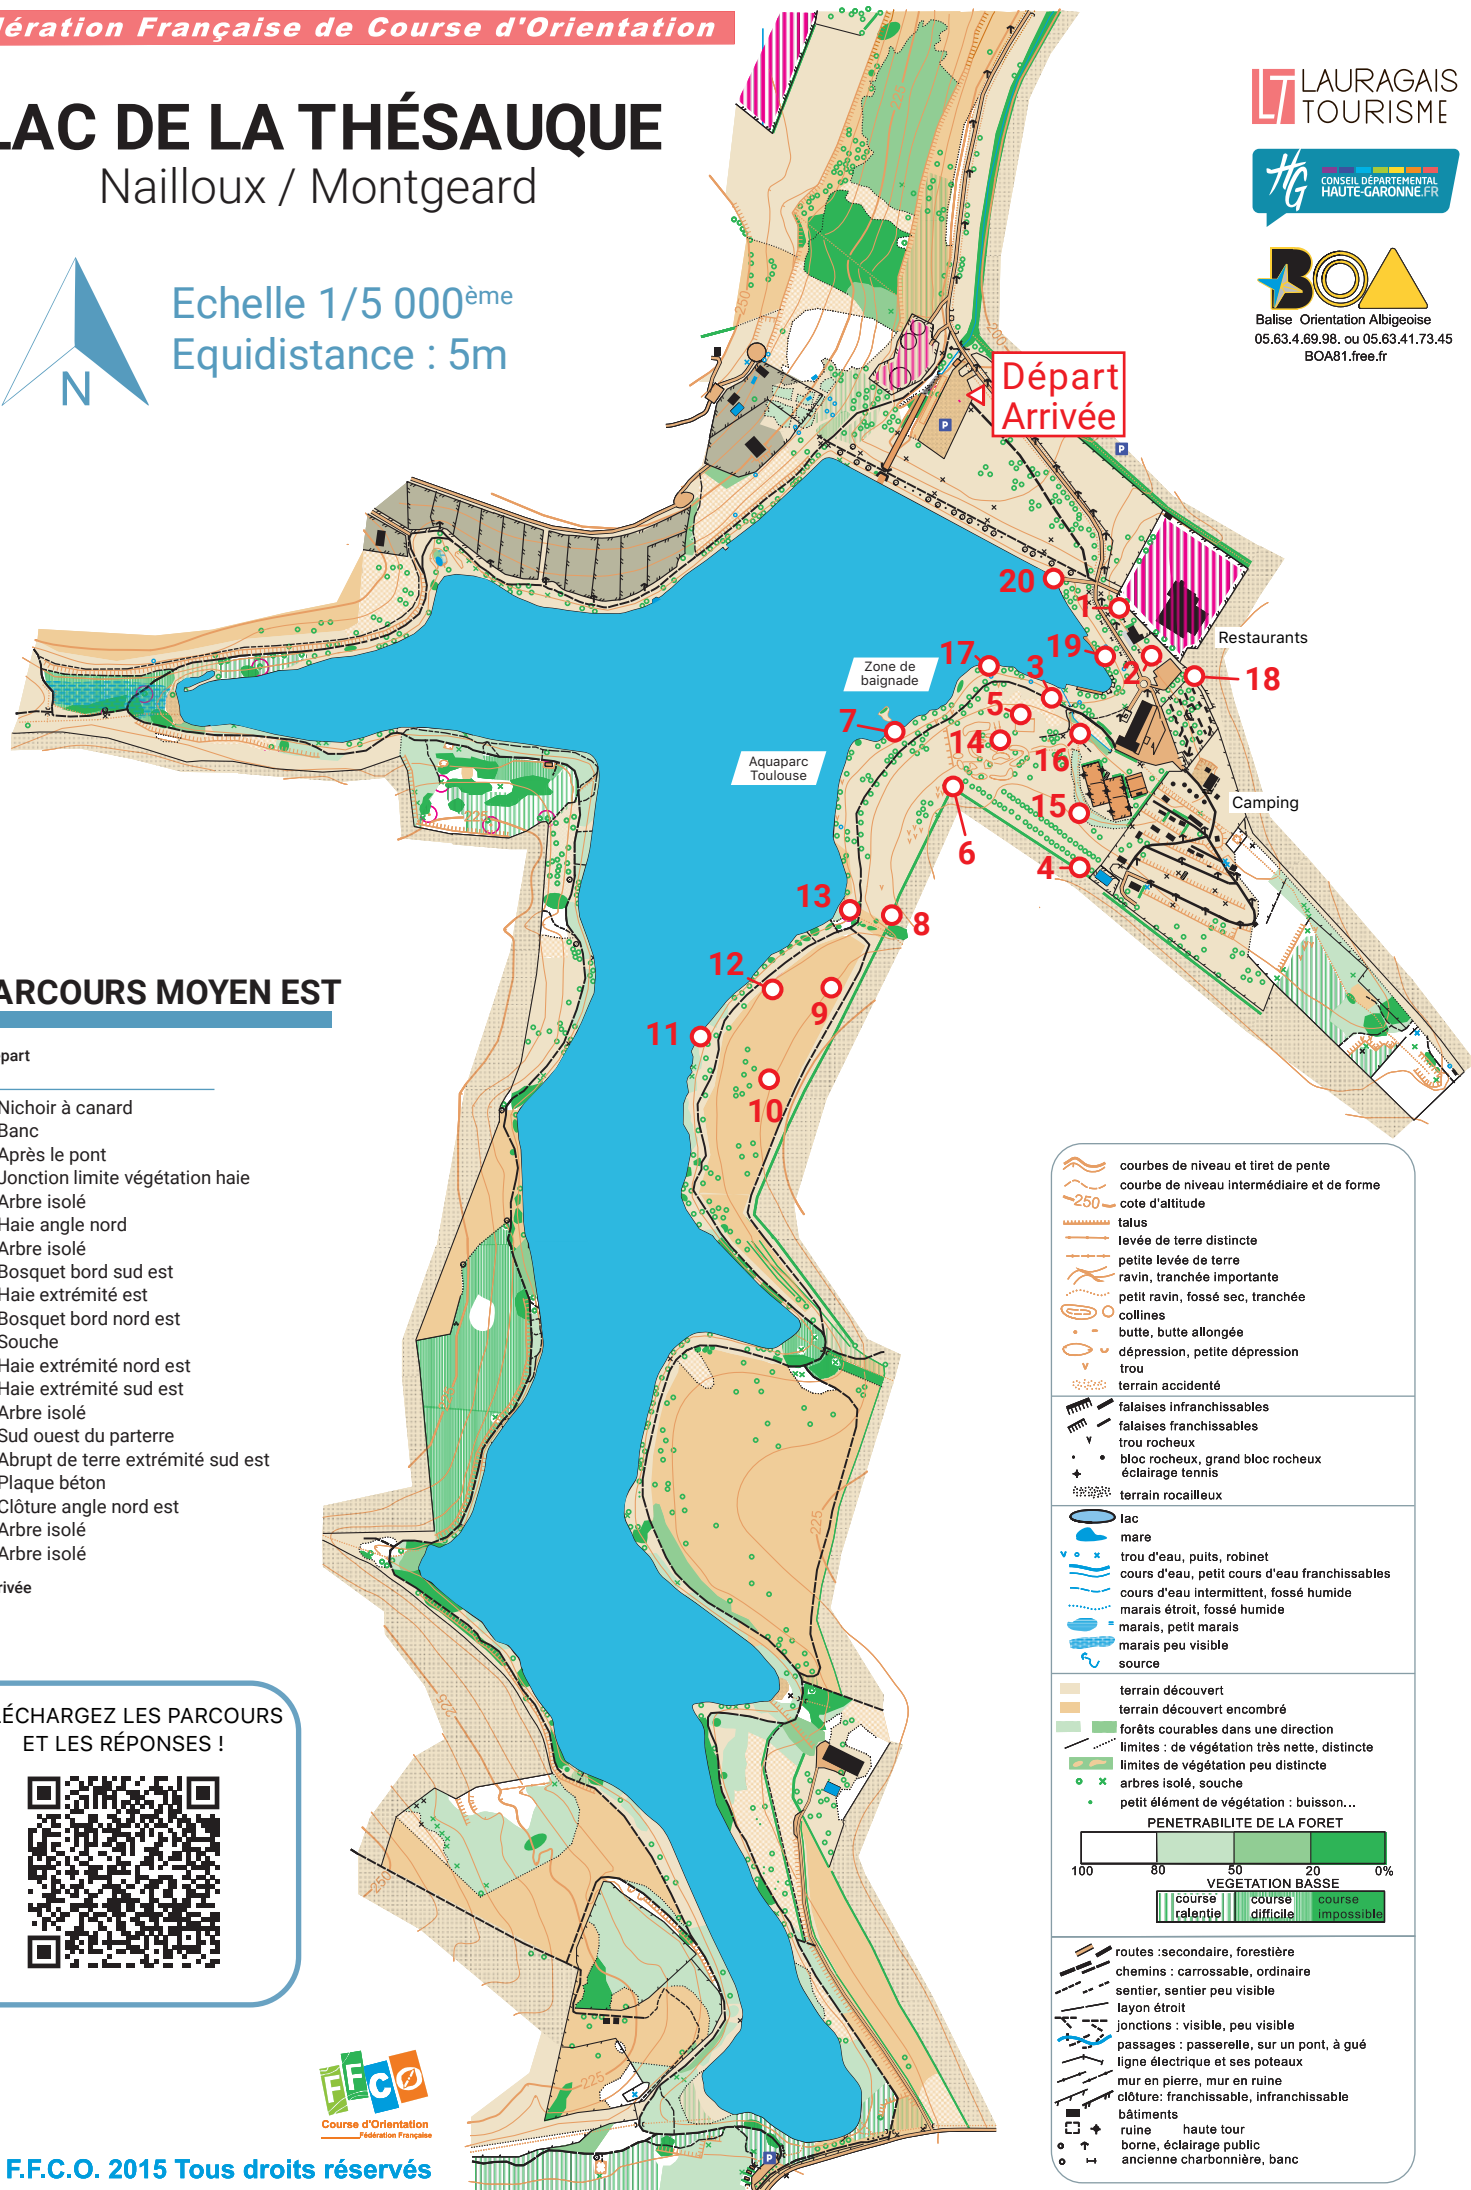 ération Française de Course d'Orientation
LAC DE LA THÉSAUQUE
Nailloux / Montgeard
N
Echelle 1/5 000ème
Equidistance : 5m
LT LAURAGAIS
TOURISME
HG CONSEIL DÉPARTEMENTAL
HAUTE-GARONNE.FR
BOA
Balise Orientation Albigeoise
05.63.4.69.98. ou 05.63.41.73.45
BOA81.free.fr
Départ
Arrivée
P
P
225
250
200
20
1
Restaurants
19
2
18
17
3
Zone de
baignade
5
7
14
16
Aquaparc
Toulouse
Camping
15
6
4
225
13
8
12
9
11
10
ARCOURS MOYEN EST
part
Nichoir à canard
Banc
Après le pont
Jonction limite végétation haie
Arbre isolé
Haie angle nord
Arbre isolé
Bosquet bord sud est
Haie extrémité est
Bosquet bord nord est
Souche
Haie extrémité nord est
Haie extrémité sud est
Arbre isolé
Sud ouest du parterre
Abrupt de terre extrémité sud est
Plaque béton
Clôture angle nord est
Arbre isolé
Arbre isolé
rivée
225
225
250
225
P
LÉCHARGEZ LES PARCOURS
ET LES RÉPONSES !
FFCO
Course d'Orientation
Fédération Française
F.F.C.O. 2015 Tous droits réservés
courbes de niveau et tiret de pente
courbe de niveau intermédiaire et de forme
250 cote d'altitude
talus
levée de terre distincte
petite levée de terre
ravin, tranchée importante
petit ravin, fossé sec, tranchée
collines
butte, butte allongée
dépression, petite dépression
trou
terrain accidenté
falaises infranchissables
falaises franchissables
trou rocheux
bloc rocheux, grand bloc rocheux
éclairage tennis
terrain rocailleux
lac
mare
trou d'eau, puits, robinet
cours d'eau, petit cours d'eau franchissables
cours d'eau intermittent, fossé humide
marais étroit, fossé humide
marais, petit marais
marais peu visible
source
terrain découvert
terrain découvert encombré
forêts courables dans une direction
limites : de végétation très nette, distincte
limites de végétation peu distincte
arbres isolé, souche
petit élément de végétation : buisson...
PENETRABILITE DE LA FORET
100 80 50 20 0%
VEGETATION BASSE
course ralentie
course difficile
course impossible
routes :secondaire, forestière
chemins : carrossable, ordinaire
sentier, sentier peu visible
layon étroit
jonctions : visible, peu visible
passages : passerelle, sur un pont, à gué
ligne électrique et ses poteaux
mur en pierre, mur en ruine
clôture: franchissable, infranchissable
bâtiments
ruine haute tour
borne, éclairage public
ancienne charbonnière, banc